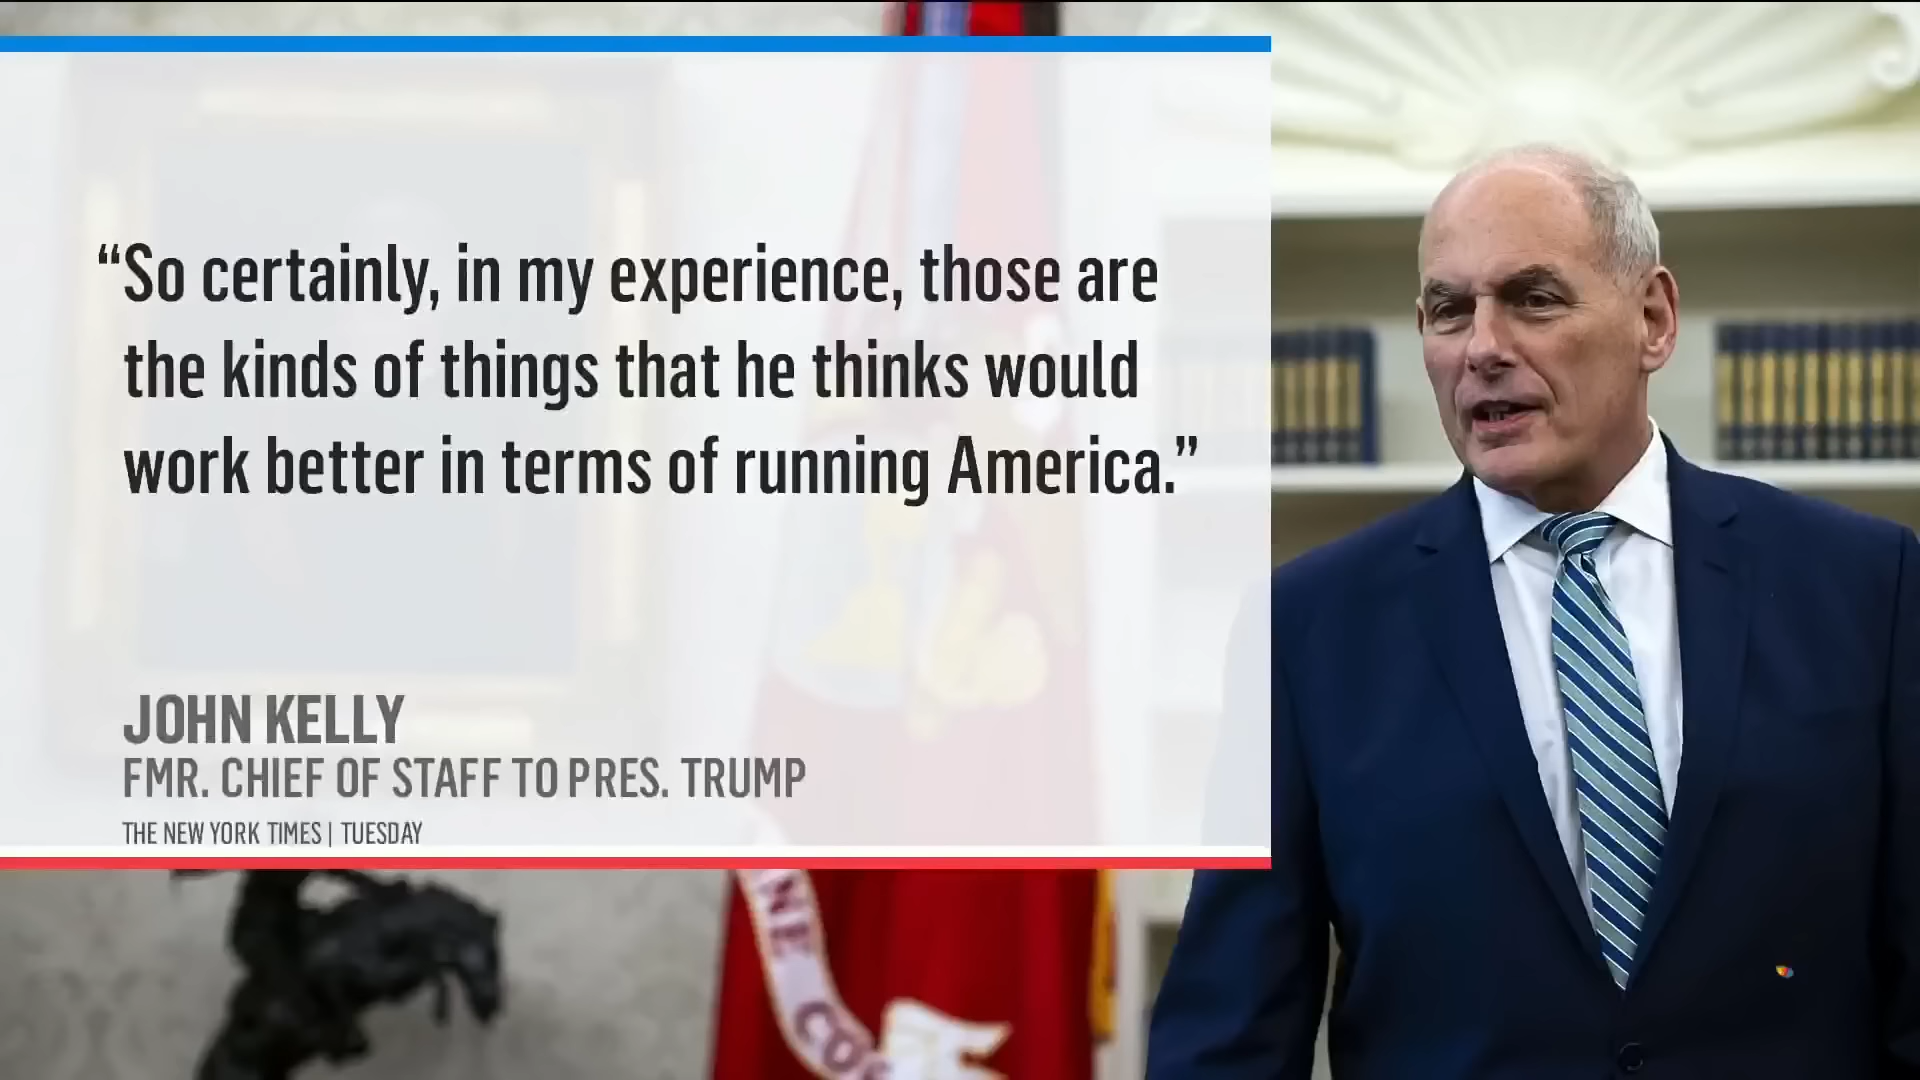 “So certainly, in my experience, those are
the kinds of things that he thinks would
work better in terms of running America.”
JOHN KELLY
FMR. CHIEF OF STAFF TO PRES. TRUMP
THE NEW YORK TIMES | TUESDAY